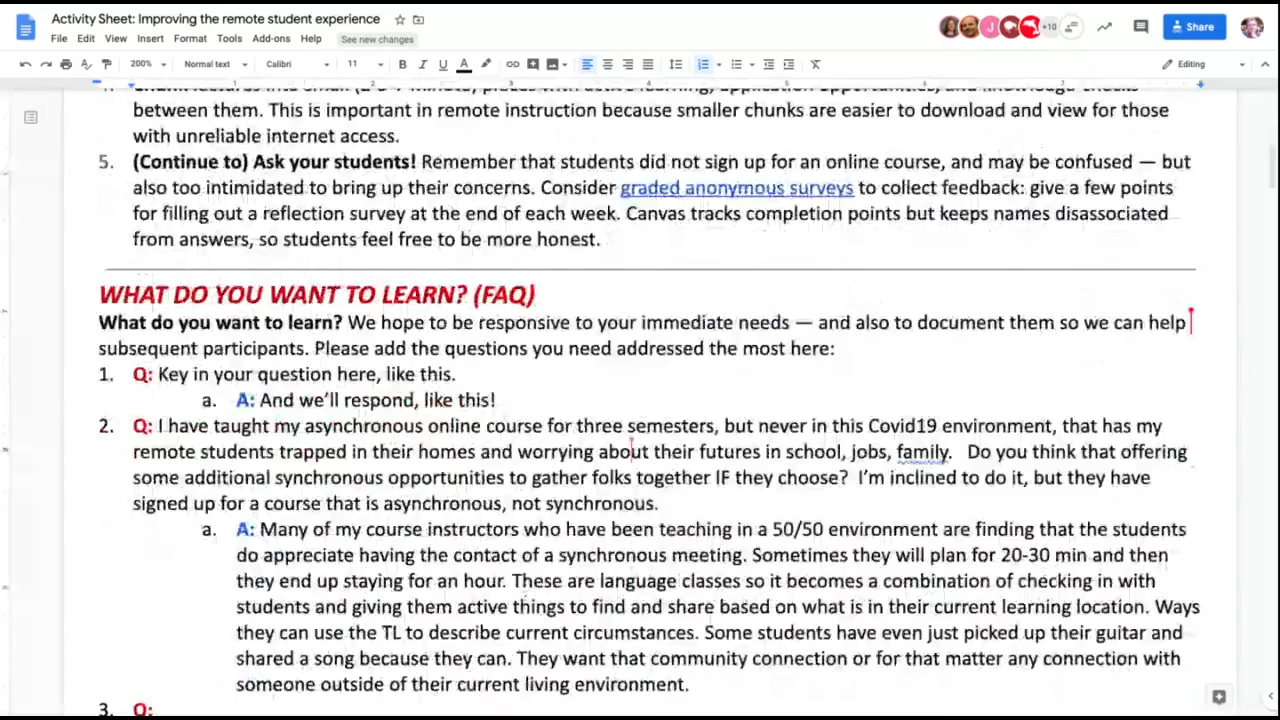 Activity Sheet: Improving the remote student experience
+10
Share
File Edit View Insert Format Tools Add-ons Help See new changes
200% Normal text Calibri 11 B I U A Editing
1 2 3 4 5 6 7
between them. This is important in remote instruction because smaller chunks are easier to download and view for those
with unreliable internet access.
5. (Continue to) Ask your students! Remember that students did not sign up for an online course, and may be confused — but
also too intimidated to bring up their concerns. Consider graded anonymous surveys to collect feedback: give a few points
for filling out a reflection survey at the end of each week. Canvas tracks completion points but keeps names disassociated
from answers, so students feel free to be more honest.
WHAT DO YOU WANT TO LEARN? (FAQ)
What do you want to learn? We hope to be responsive to your immediate needs — and also to document them so we can help
subsequent participants. Please add the questions you need addressed the most here:
1. Q: Key in your question here, like this.
a. A: And we’ll respond, like this!
2. Q: I have taught my asynchronous online course for three semesters, but never in this Covid19 environment, that has my
remote students trapped in their homes and worrying about their futures in school, jobs, family. Do you think that offering
some additional synchronous opportunities to gather folks together IF they choose? I’m inclined to do it, but they have
signed up for a course that is asynchronous, not synchronous.
a. A: Many of my course instructors who have been teaching in a 50/50 environment are finding that the students
do appreciate having the contact of a synchronous meeting. Sometimes they will plan for 20-30 min and then
they end up staying for an hour. These are language classes so it becomes a combination of checking in with
students and giving them active things to find and share based on what is in their current learning location. Ways
they can use the TL to describe current circumstances. Some students have even just picked up their guitar and
shared a song because they can. They want that community connection or for that matter any connection with
someone outside of their current living environment.
3. Q: